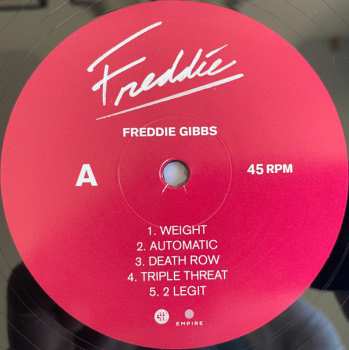 Freddie
FREDDIE GIBBS
A
45 RPM
1. WEIGHT
2. AUTOMATIC
3. DEATH ROW
4. TRIPLE THREAT
5. 2 LEGIT
EMPIRE